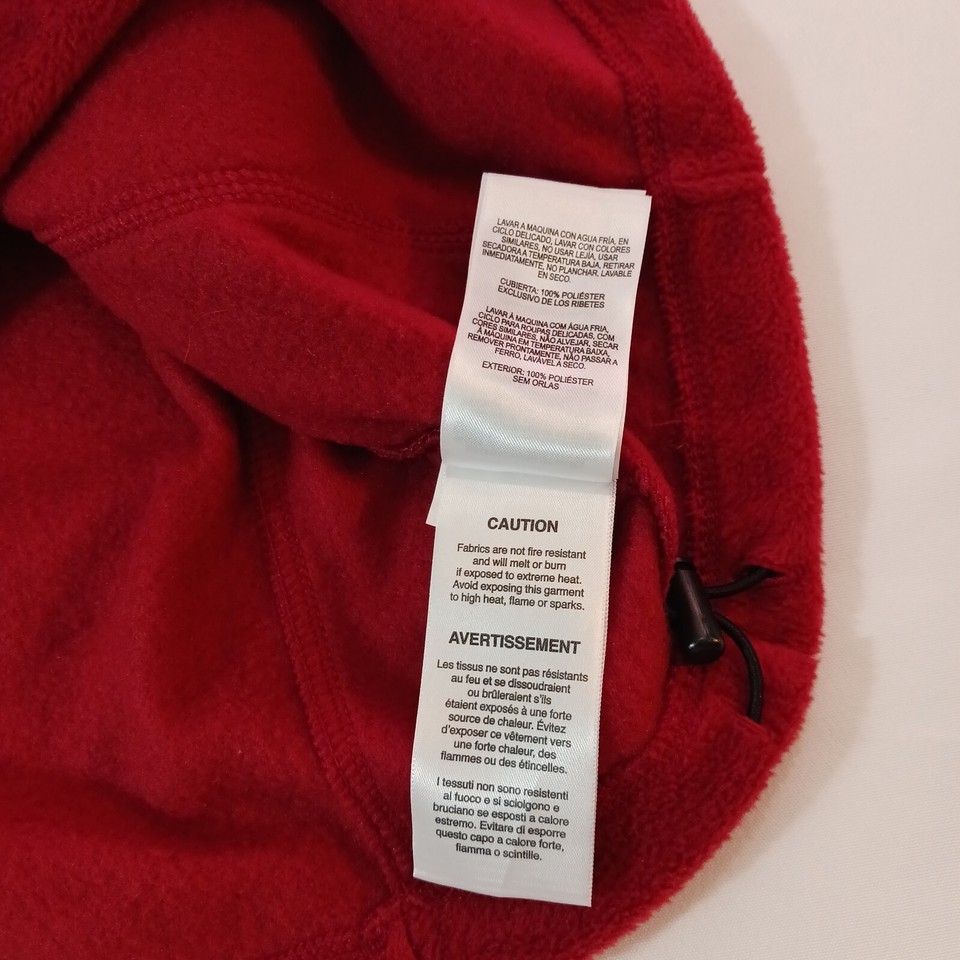 LAVAR A MAQUINA CON AGUA FRÍA, EN
CICLO DELICADO, LAVAR CON COLORES
SIMILARES, NO USAR LEJÍA, USAR
SECADORA A TEMPERATURA BAJA, RETIRAR
INMEDIATAMENTE, NO PLANCHAR. LAVABLE
EN SECO.
CUBIERTA: 100% POLIÉSTER
EXCLUSIVO DE LOS RIBETES
LAVAR À MAQUINA COM ÁGUA FRIA,
CICLO PARA ROUPAS DELICADAS, COM
CORES SIMILARES, NÃO ALVEJAR, SECAR
À MÁQUINA EM TEMPERATURA BAIXA,
REMOVER PRONTAMENTE, NÃO PASSAR A
FERRO, LAVÁVEL A SECO.
EXTERIOR: 100% POLIÉSTER
SEM ORLAS
CAUTION
Fabrics are not fire resistant
and will melt or burn
if exposed to extreme heat.
Avoid exposing this garment
to high heat, flame or sparks.
AVERTISSEMENT
Les tissus ne sont pas résistants
au feu et se dissoudraient
ou brûleraient s'ils
étaient exposés à une forte
source de chaleur. Évitez
d'exposer ce vêtement vers
une forte chaleur, des
flammes ou des étincelles.
I tessuti non sono resistenti
al fuoco e si sciolgono e
bruciano se esposti a calore
estremo. Evitare di esporre
questo capo a calore forte,
fiamma o scintille.